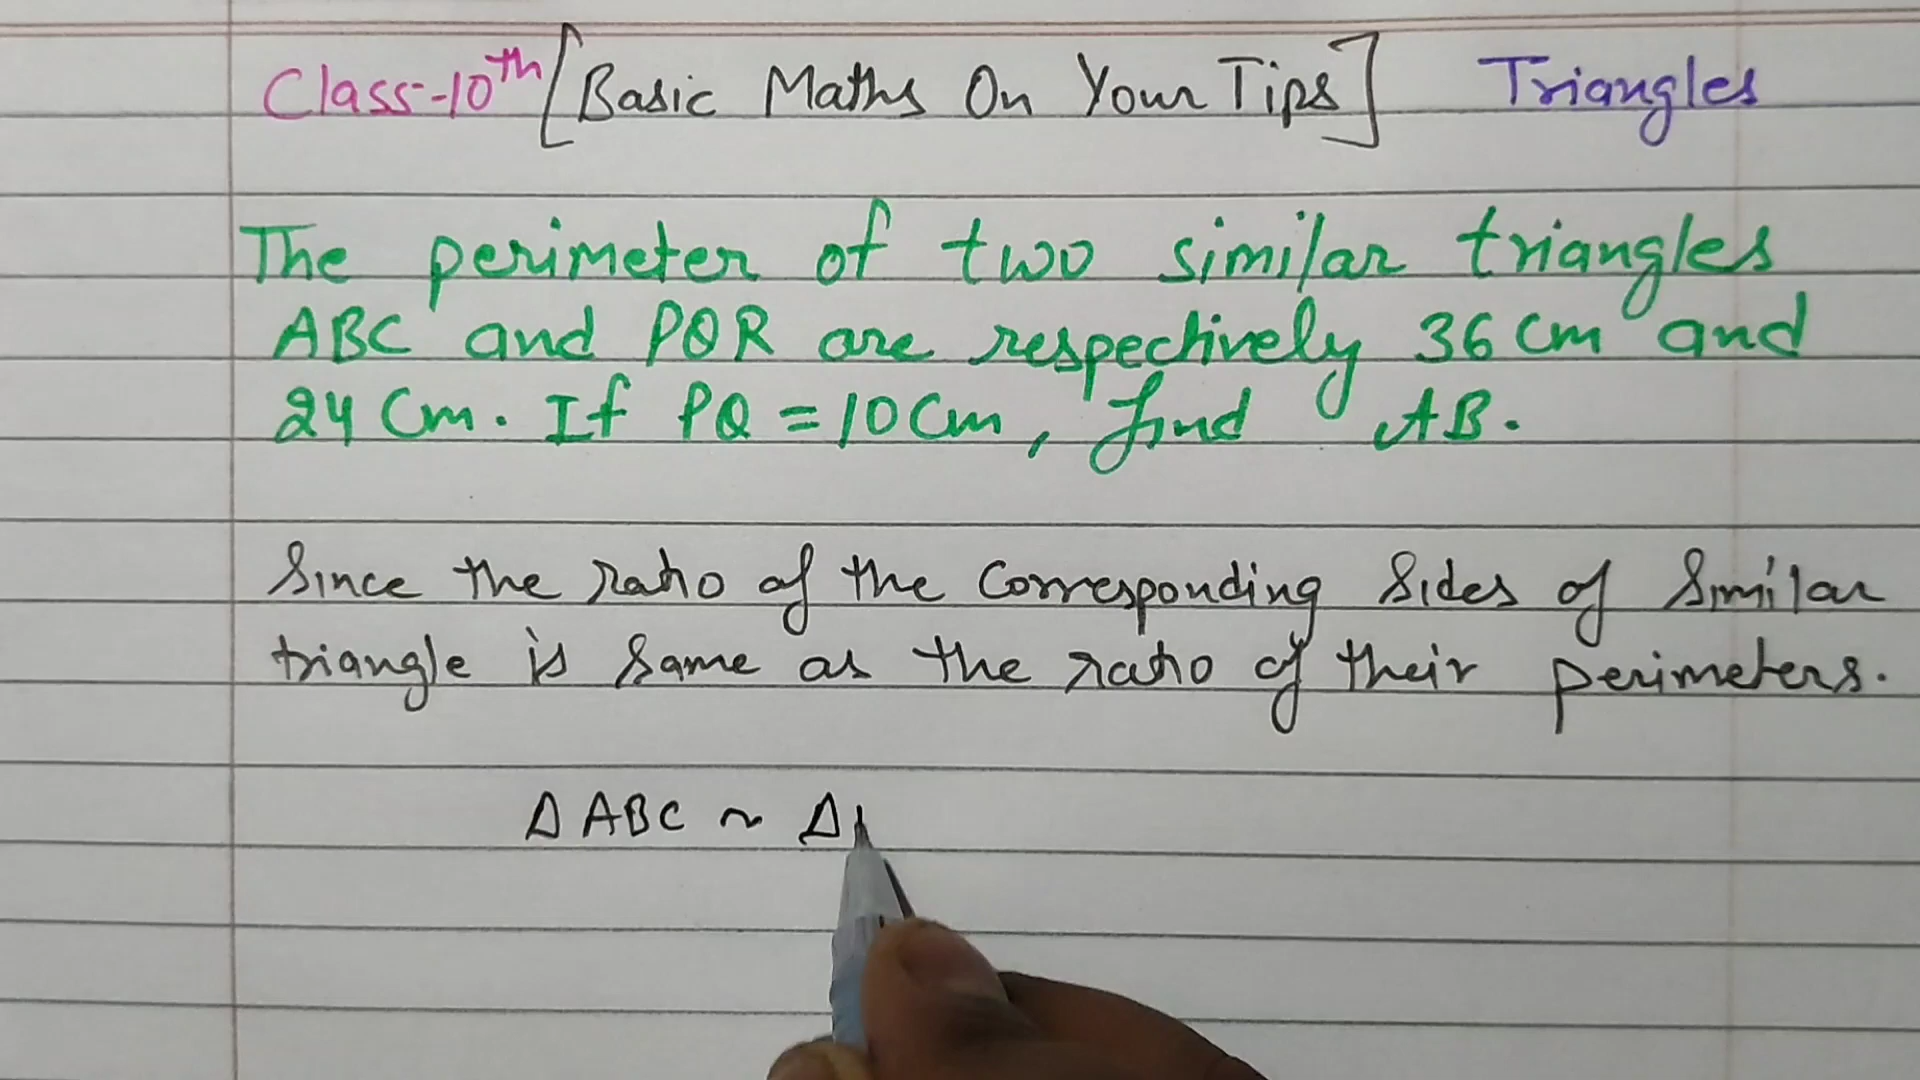 Class-10th [Basic Maths On Your Tips] Triangles
The perimeter of two similar triangles
ABC and PQR are respectively 36 cm and
24 Cm. If PQ = 10 Cm, find AB.
Since the ratio of the Corresponding Sides of Similar
triangle is same as the ratio of their perimeters.
Δ ABC ~ Δ